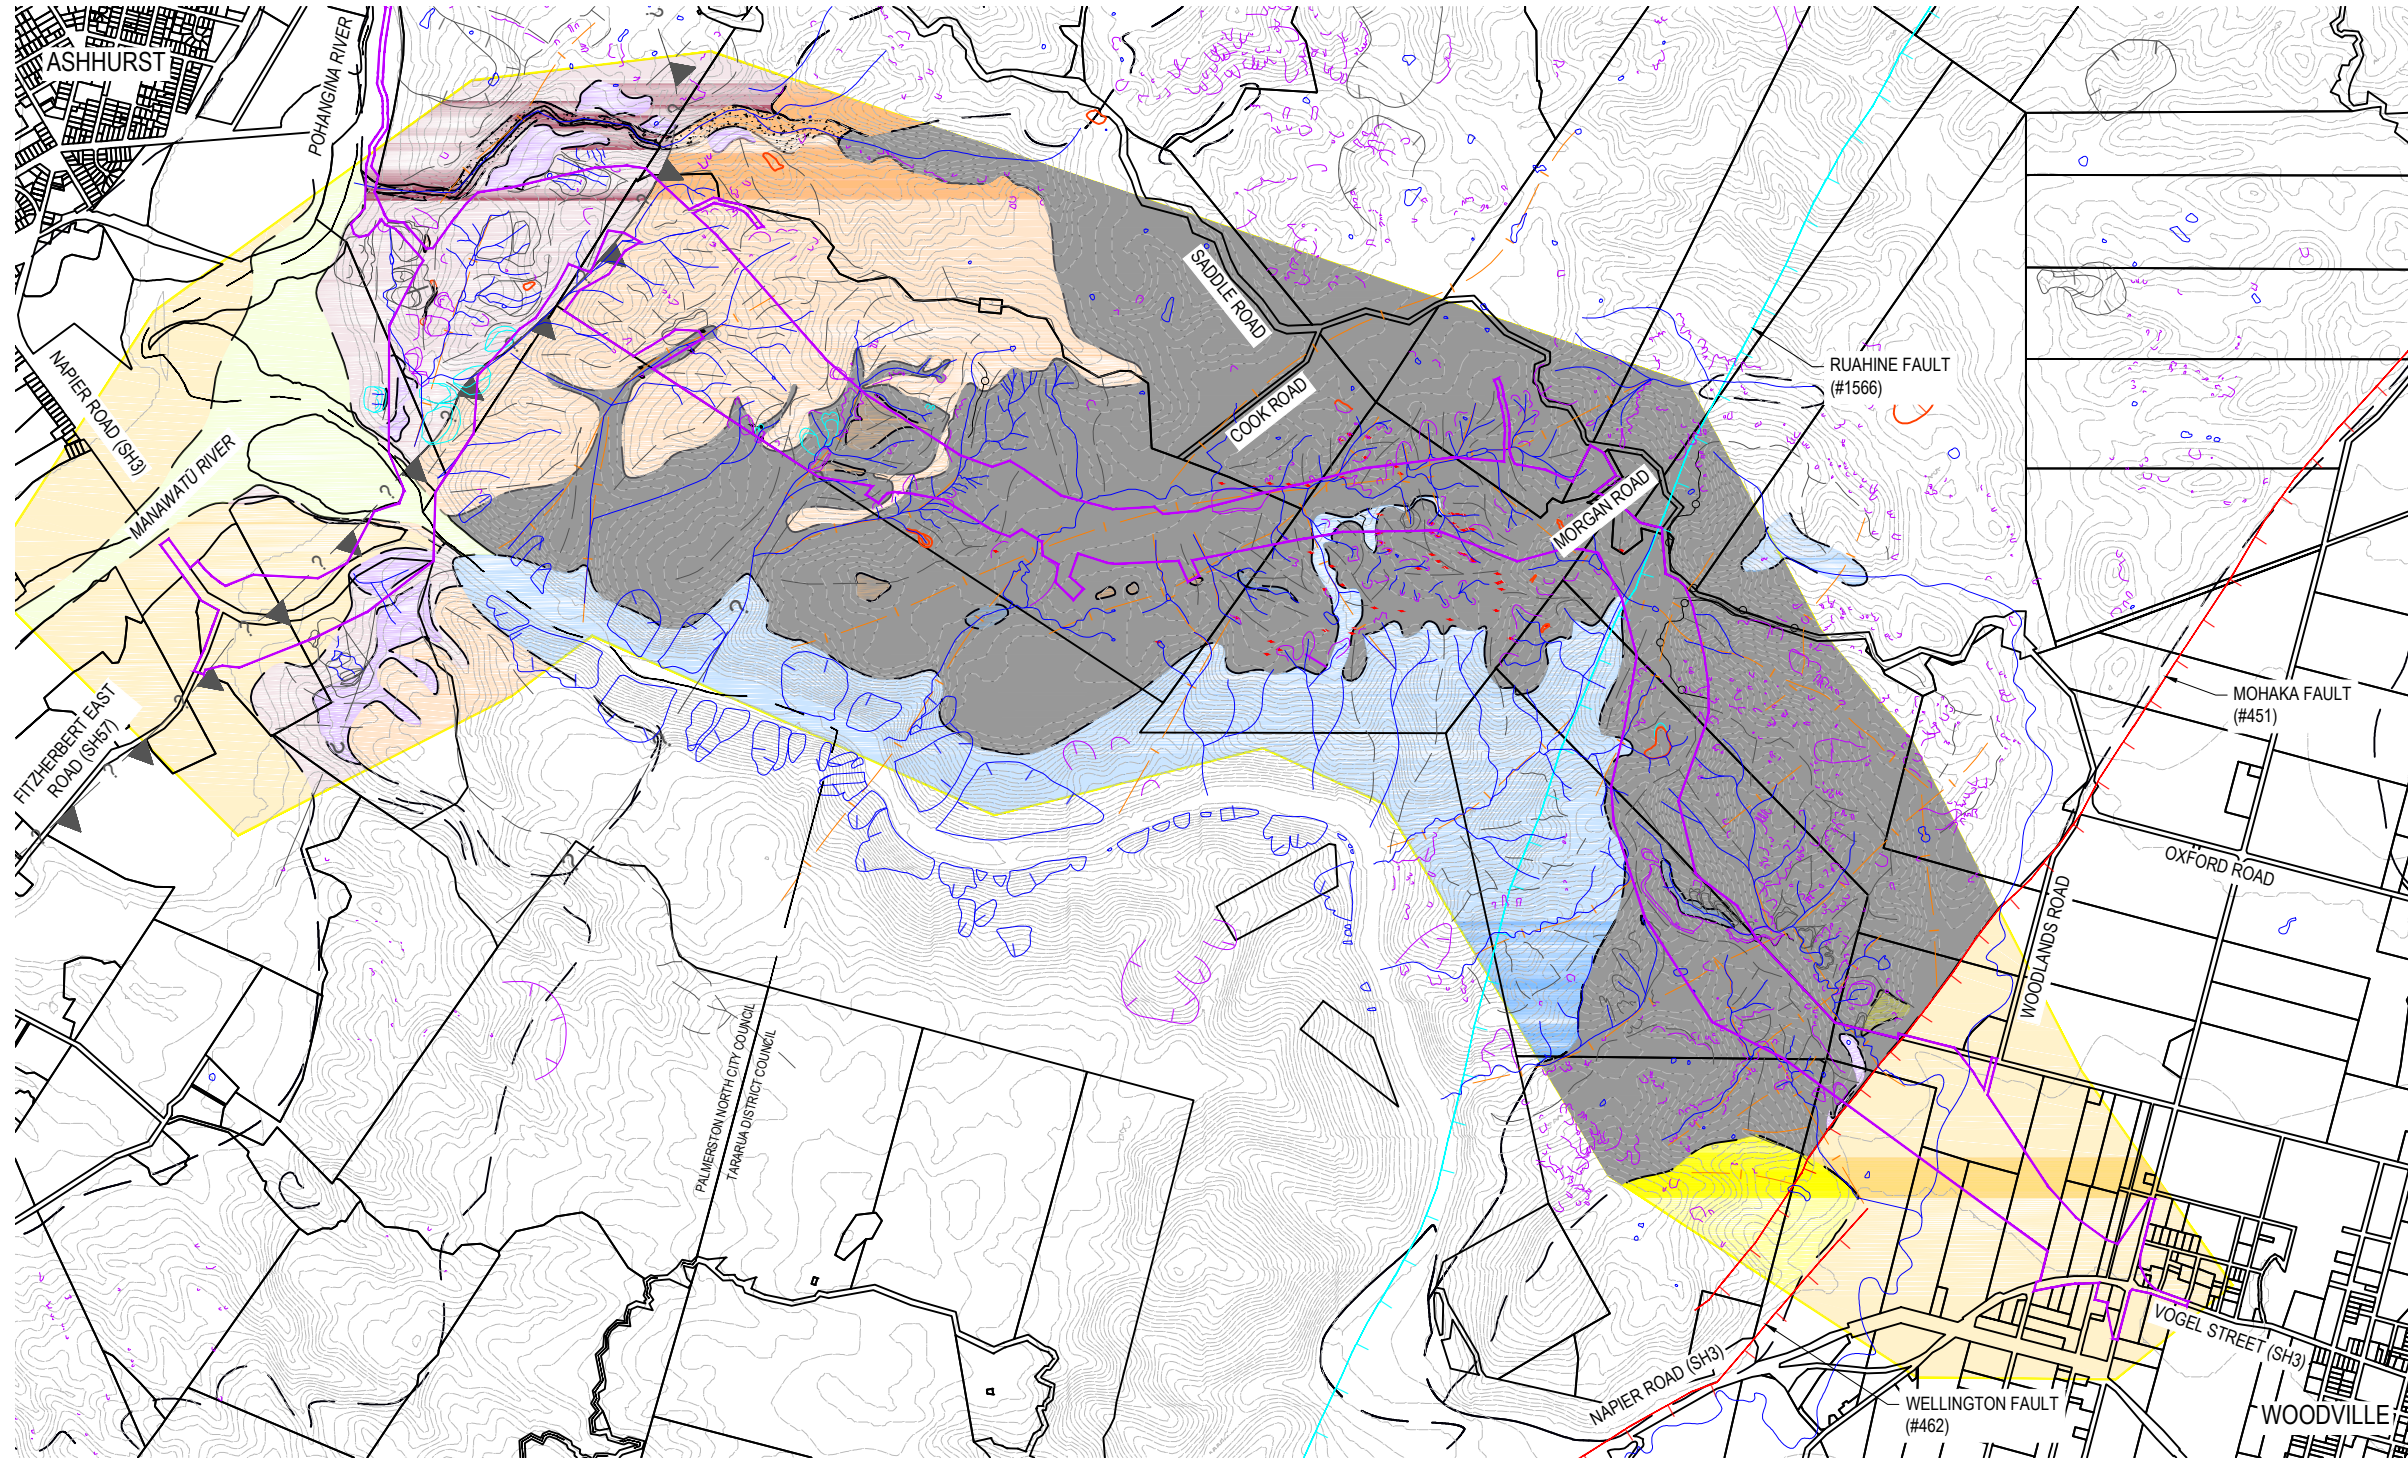 ASHHURST
POHANGINA RIVER
NAPIER ROAD (SH3)
MANAWATŪ RIVER
FITZHERBERT EAST
ROAD (SH57)
SADDLE ROAD
COOK ROAD
MORGAN ROAD
RUAHINE FAULT
(#1566)
MOHAKA FAULT
(#451)
OXFORD ROAD
WOODLANDS ROAD
PALMERSTON NORTH CITY COUNCIL
TARARUA DISTRICT COUNCIL
NAPIER ROAD (SH3)
VOGEL STREET (SH3)
WELLINGTON FAULT
(#462)
WOODVILLE
?
?
?
?
?
?
?
?
?
?
?
?
?
?